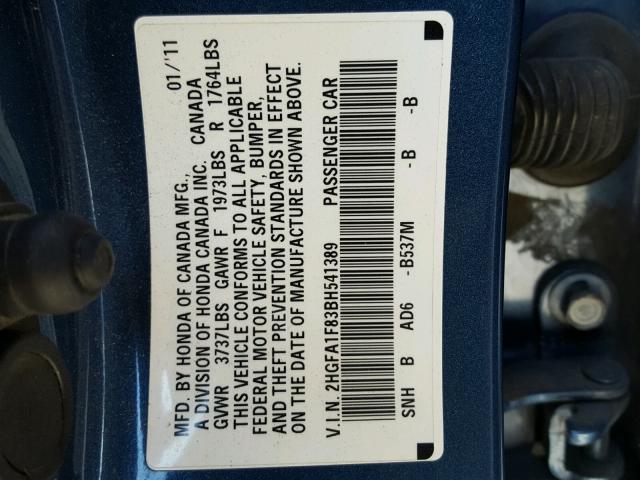 MFD. BY HONDA OF CANADA MFG., 01/'11
A DIVISION OF HONDA CANADA INC. CANADA
GVWR 3737LBS GAWR F 1973LBS R 1764LBS
THIS VEHICLE CONFORMS TO ALL APPLICABLE
FEDERAL MOTOR VEHICLE SAFETY, BUMPER,
AND THEFT PREVENTION STANDARDS IN EFFECT
ON THE DATE OF MANUFACTURE SHOWN ABOVE.
V.I.N. 2HGFA1F83BH541389 PASSENGER CAR
SNH B AD6 -B537M -B -B